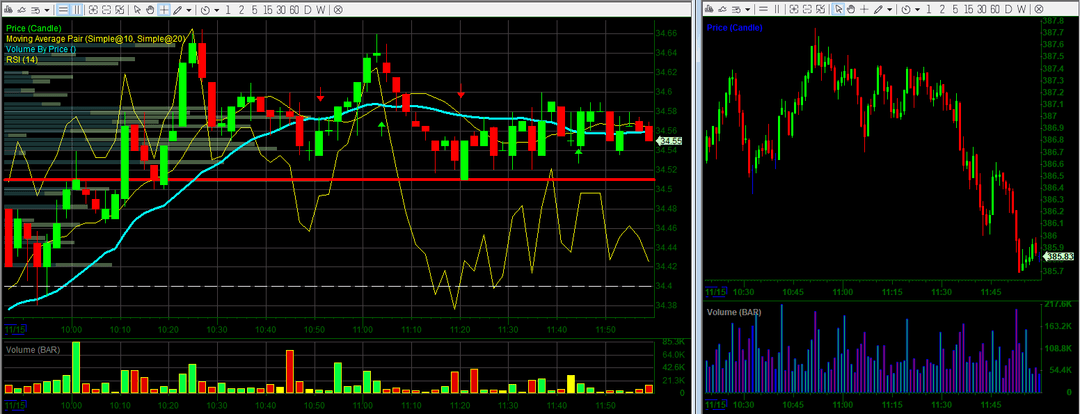 1 2 5 15 30 60 D W
1 2 5 15 30 60 D W
Price (Candle)
Moving Average Pair (Simple@10, Simple@20)
Volume By Price ()
RSI (14)
34.66
34.64
34.62
34.6
34.58
34.56
34.55
34.54
34.52
34.5
34.48
34.46
34.44
34.42
34.4
34.38
11/15 10:00 10:10 10:20 10:30 10:40 10:50 11:00 11:10 11:20 11:30 11:40 11:50
Volume (BAR)
85.3K
64.0K
42.6K
21.3K
0
11/15 10:00 10:10 10:20 10:30 10:40 10:50 11:00 11:10 11:20 11:30 11:40 11:50
Price (Candle)
387.8
387.7
387.6
387.5
387.4
387.3
387.2
387.1
387
386.9
386.8
386.7
386.6
386.5
386.4
386.3
386.2
386.1
386
385.9
385.83
385.7
11/15 10:30 10:45 11:00 11:15 11:30 11:45
Volume (BAR)
217.6K
163.2K
108.8K
54.4K
0
11/15 10:30 10:45 11:00 11:15 11:30 11:45